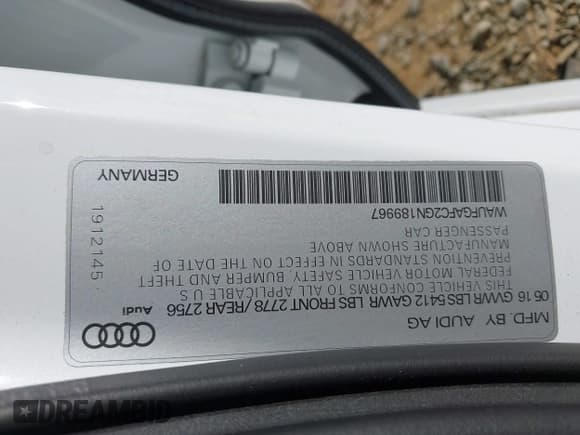 MFD. BY AUDI AG
05 16 GVWR LBS 5412 GAWR LBS FRONT 2778 / REAR 2756
THIS VEHICLE CONFORMS TO ALL APPLICABLE U S
FEDERAL MOTOR VEHICLE SAFETY, BUMPER AND THEFT
PREVENTION STANDARDS IN EFFECT ON THE DATE OF
MANUFACTURE SHOWN ABOVE
PASSENGER CAR
WAUFGAFC2GN189967
Audi
1912145
GERMANY
DREAMBID